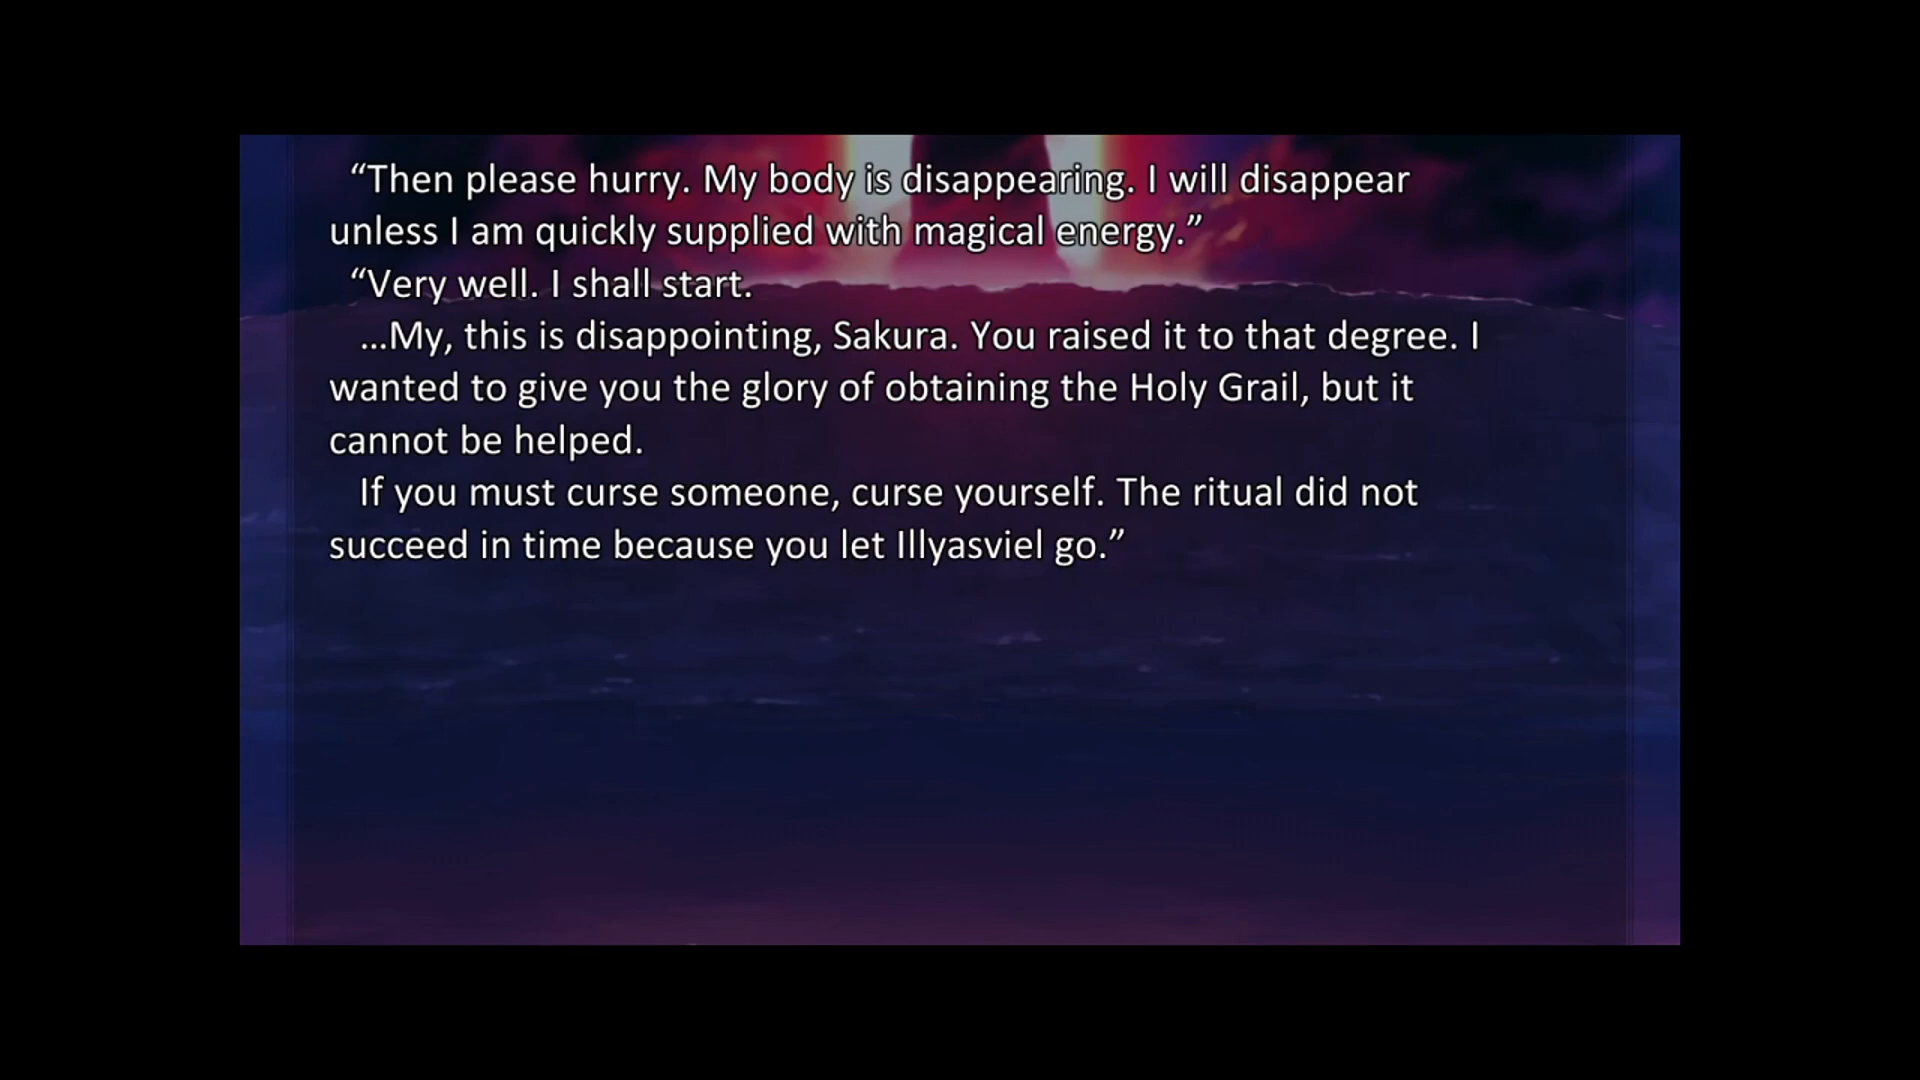 “Then please hurry. My body is disappearing. I will disappear
unless I am quickly supplied with magical energy.”
“Very well. I shall start.
…My, this is disappointing, Sakura. You raised it to that degree. I
wanted to give you the glory of obtaining the Holy Grail, but it
cannot be helped.
If you must curse someone, curse yourself. The ritual did not
succeed in time because you let Illyasviel go.”